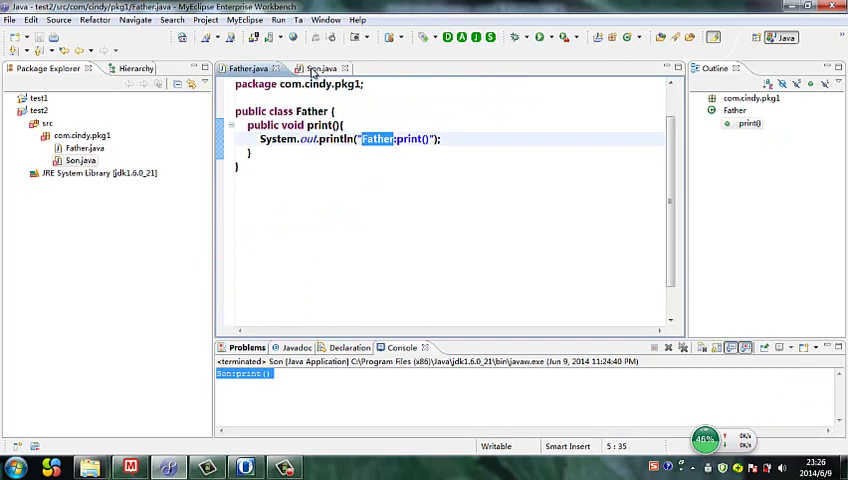 Java - test2/src/com/cindy/pkg1/Father.java - MyEclipse Enterprise Workbench
File Edit Source Refactor Navigate Search Project MyEclipse Run Window Help
Java
Package Explorer Hierarchy
Father.java Son.java
Outline
test1
test2
src
com.cindy.pkg1
Father.java
Son.java
JRE System Library [jdk1.6.0_21]
package com.cindy.pkg1;
public class Father {
public void print(){
System.out.println("Father:print()");
}
}
com.cindy.pkg1
Father
print()
Problems Javadoc Declaration Console
<terminated> Son [Java Application] C:\Program Files (x86)\Java\jdk1.6.0_21\bin\javaw.exe (Jun 9, 2014 11:24:40 PM)
Son:print()
Writable Smart Insert 5 : 35
46% 0K/s
0K/s
23:26
2014/6/9